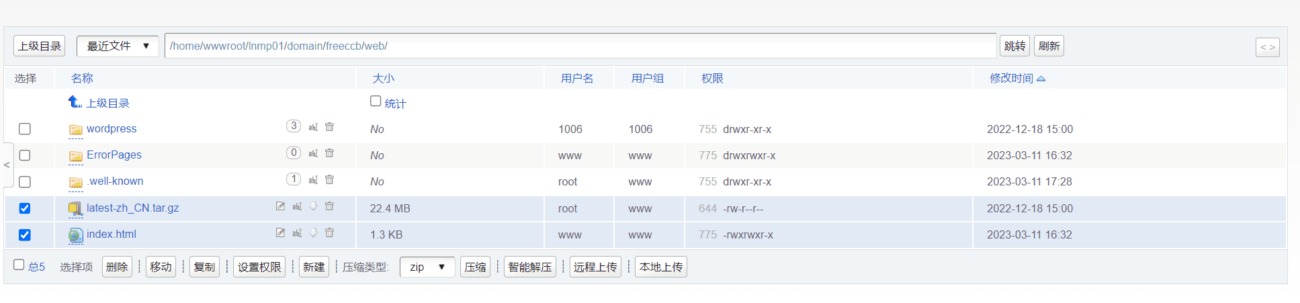 上级目录 最近文件 ▼ /home/wwwroot/lnmp01/domain/freeccb/web/ 跳转 刷新 < >
选择 名称 大小 用户名 用户组 权限 修改时间
上级目录 统计
wordpress 3 No 1006 1006 755 drwxr-xr-x 2022-12-18 15:00
ErrorPages 0 No www www 775 drwxrwxr-x 2023-03-11 16:32
<
.well-known 1 No root www 755 drwxr-xr-x 2023-03-11 17:28
latest-zh_CN.tar.gz 22.4 MB root www 644 -rw-r--r-- 2022-12-18 15:00
index.html 1.3 KB www www 775 -rwxrwxr-x 2023-03-11 16:32
总5 选择项 删除 移动 复制 设置权限 新建 压缩类型: zip ▼ 压缩 智能解压 远程上传 本地上传